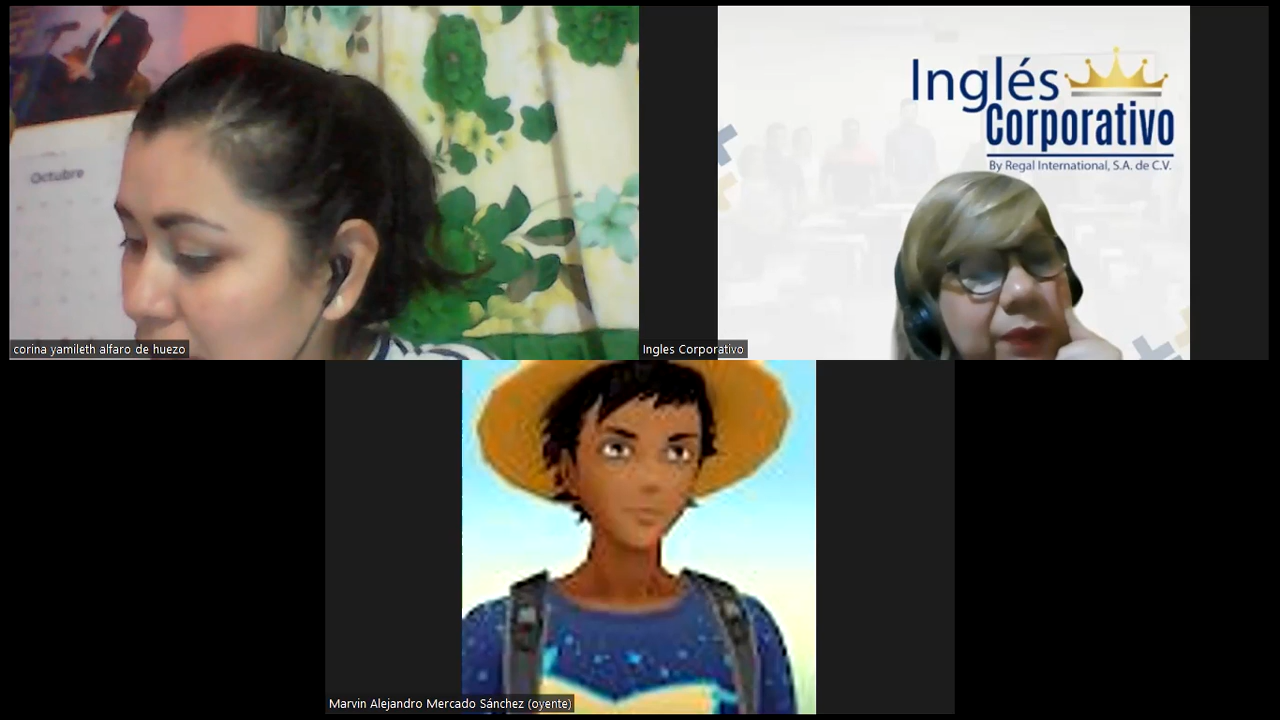 Octubre
corina yamileth alfaro de huezo
Inglés
Corporativo
By Regal International, S.A. de C.V.
Ingles Corporativo
Marvin Alejandro Mercado Sánchez (oyente)